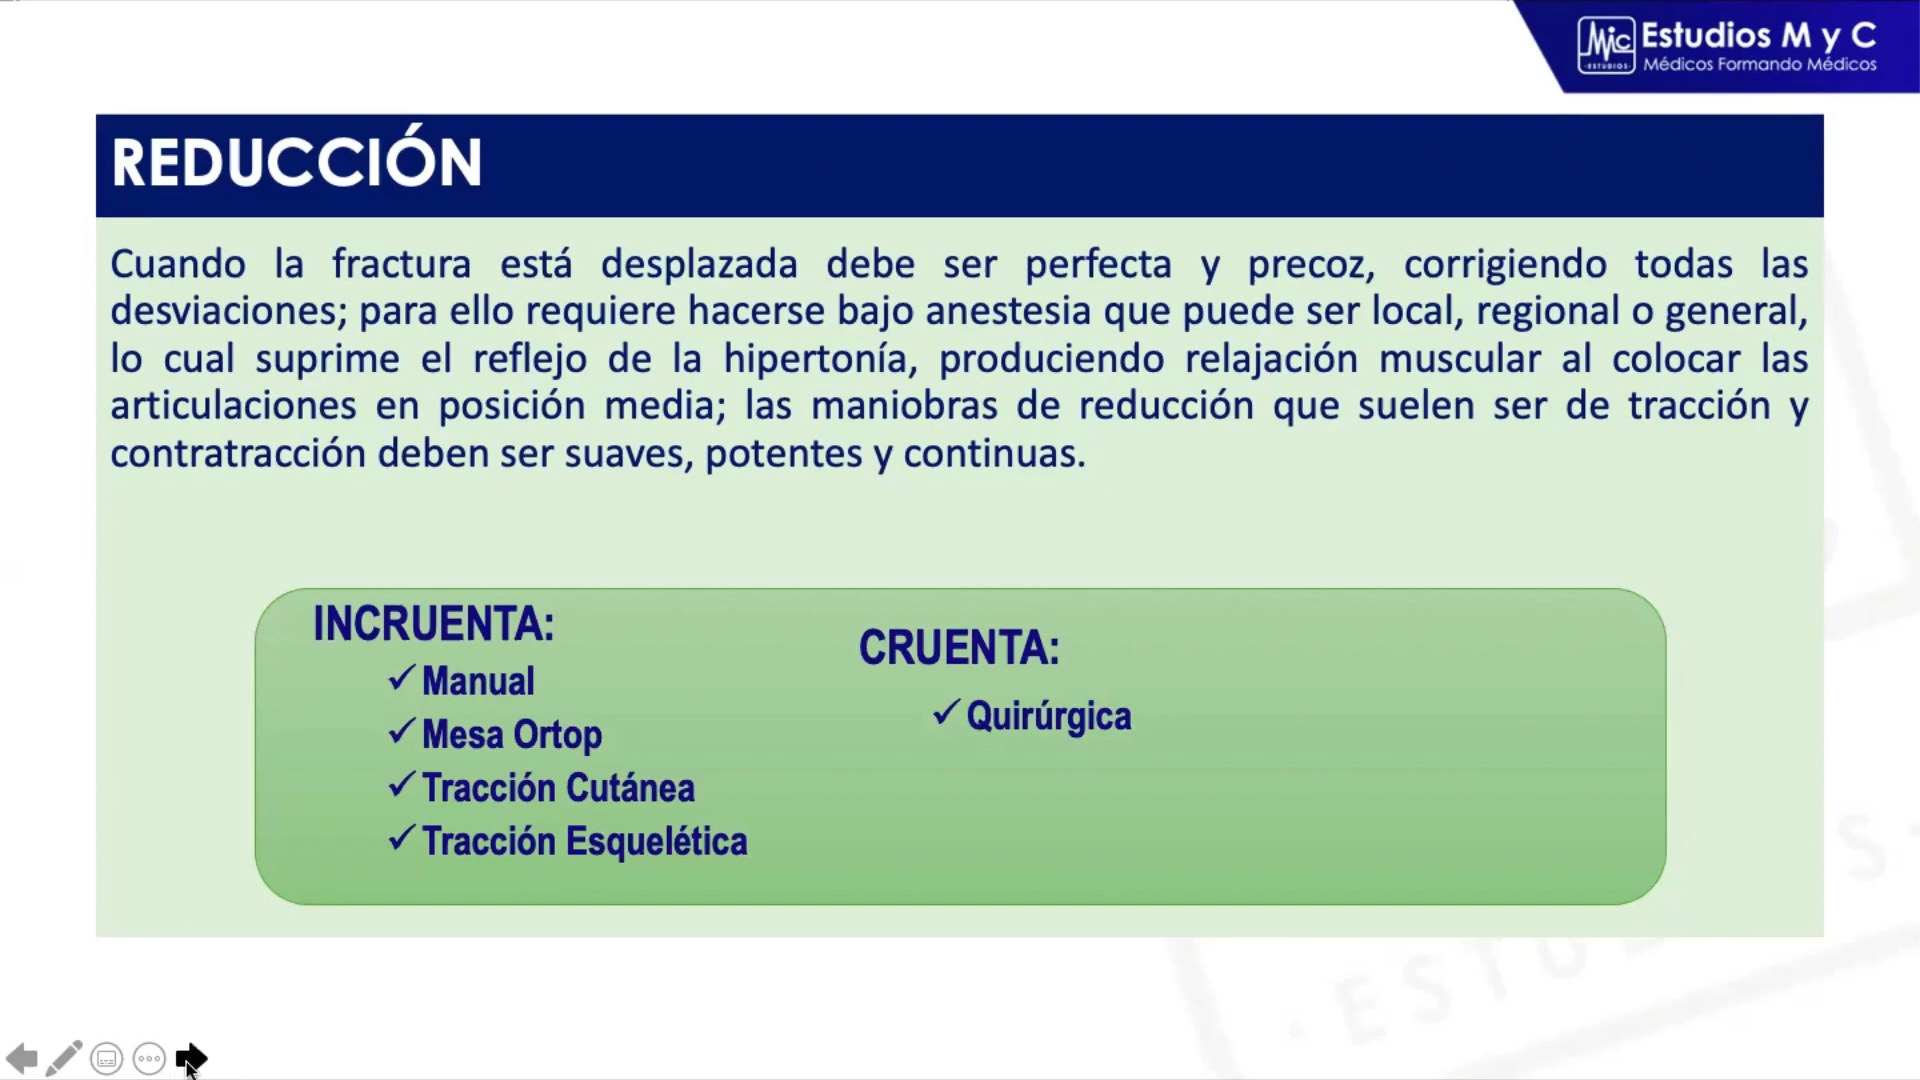 Mic
·ESTUDIOS·
Estudios M y C
Médicos Formando Médicos
REDUCCIÓN
Cuando la fractura está desplazada debe ser perfecta y precoz, corrigiendo todas las
desviaciones; para ello requiere hacerse bajo anestesia que puede ser local, regional o general,
lo cual suprime el reflejo de la hipertonía, produciendo relajación muscular al colocar las
articulaciones en posición media; las maniobras de reducción que suelen ser de tracción y
contratracción deben ser suaves, potentes y continuas.
INCRUENTA:
✓ Manual
✓ Mesa Ortop
✓ Tracción Cutánea
✓ Tracción Esquelética
CRUENTA:
✓ Quirúrgica